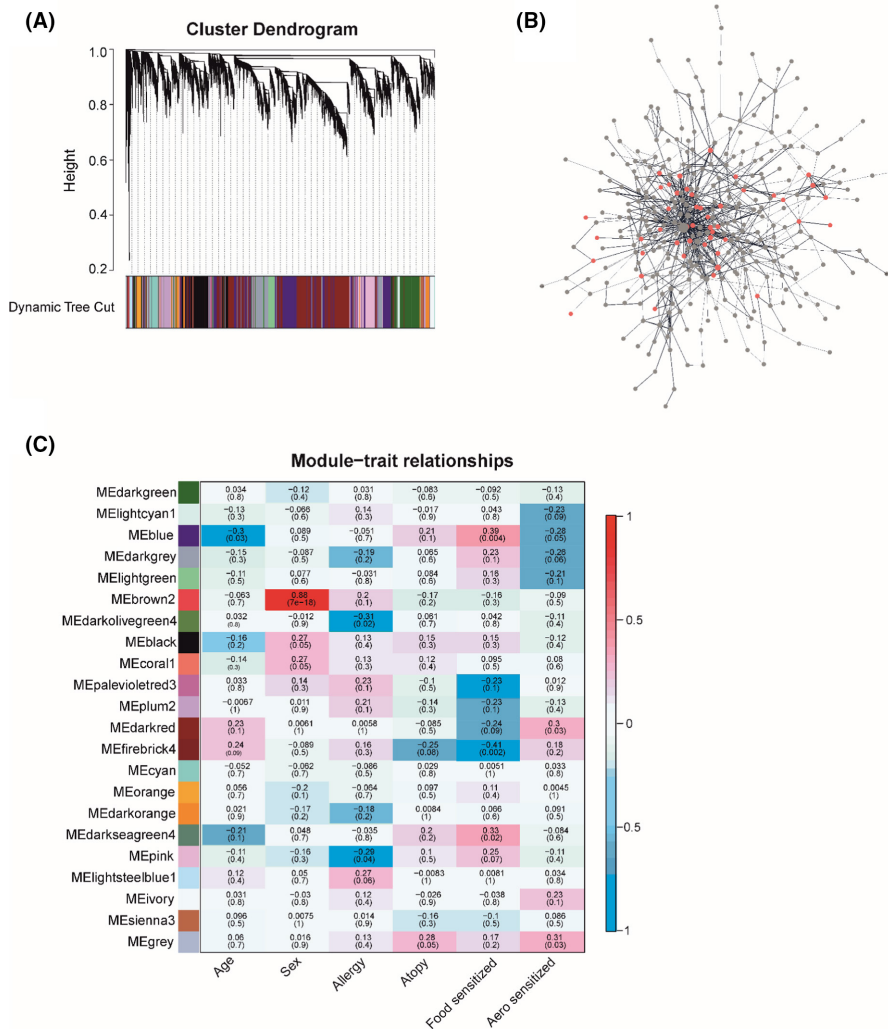 (A)
Cluster Dendrogram
1.0
0.8
0.6
0.4
0.2
Height
Dynamic Tree Cut
(B)
(C)
Module−trait relationships
MEdarkgreen 0.034 (0.8) −0.12 (0.4) 0.031 (0.8) −0.083 (0.6) −0.092 (0.5) −0.13 (0.4)
MElightcyan1 −0.13 (0.3) −0.066 (0.6) 0.14 (0.3) −0.017 (0.9) 0.043 (0.8) −0.23 (0.09)
MEblue −0.3 (0.03) 0.089 (0.5) −0.051 (0.7) 0.21 (0.1) 0.39 (0.004) −0.28 (0.05)
MEdarkgrey −0.15 (0.3) −0.087 (0.5) −0.19 (0.2) 0.065 (0.6) 0.23 (0.1) −0.26 (0.06)
MElightgreen −0.11 (0.5) 0.077 (0.6) −0.031 (0.8) 0.084 (0.6) 0.18 (0.3) −0.21 (0.1)
MEbrown2 −0.063 (0.7) 0.88 (7e−18) 0.2 (0.1) −0.17 (0.2) −0.16 (0.3) −0.09 (0.5)
MEdarkolivegreen4 0.032 (0.8) −0.012 (0.9) −0.31 (0.02) 0.061 (0.7) 0.042 (0.8) −0.11 (0.4)
MEblack −0.16 (0.2) 0.27 (0.05) 0.13 (0.4) 0.15 (0.3) 0.15 (0.3) −0.12 (0.4)
MEcoral1 −0.14 (0.3) 0.27 (0.05) 0.13 (0.3) 0.12 (0.4) 0.095 (0.5) 0.08 (0.6)
MEpalevioletred3 0.033 (0.8) 0.14 (0.3) 0.23 (0.1) −0.1 (0.5) −0.23 (0.1) 0.012 (0.9)
MEplum2 −0.0067 (1) 0.011 (0.9) 0.21 (0.1) −0.14 (0.3) −0.23 (0.1) −0.13 (0.4)
MEdarkred 0.23 (0.1) 0.0061 (1) 0.0058 (1) −0.085 (0.5) −0.24 (0.09) 0.3 (0.03)
MEfirebrick4 0.24 (0.09) −0.089 (0.5) 0.16 (0.3) −0.25 (0.08) −0.41 (0.002) 0.18 (0.2)
MEcyan −0.052 (0.7) −0.062 (0.7) −0.086 (0.5) 0.029 (0.8) 0.0051 (1) 0.033 (0.8)
MEorange 0.056 (0.7) −0.2 (0.1) −0.064 (0.7) 0.097 (0.5) 0.11 (0.4) 0.0045 (1)
MEdarkorange 0.021 (0.9) −0.17 (0.2) −0.18 (0.2) 0.0084 (1) 0.066 (0.6) 0.091 (0.5)
MEdarkseagreen4 −0.21 (0.1) 0.048 (0.7) −0.035 (0.8) 0.2 (0.2) 0.33 (0.02) −0.084 (0.6)
MEpink −0.11 (0.4) −0.16 (0.3) −0.29 (0.04) 0.1 (0.5) 0.25 (0.07) −0.11 (0.4)
MElightsteelblue1 0.12 (0.4) 0.05 (0.7) 0.27 (0.06) −0.0083 (1) 0.0081 (1) 0.034 (0.8)
MEivory 0.031 (0.8) −0.03 (0.8) 0.12 (0.4) −0.026 (0.9) −0.038 (0.8) 0.23 (0.1)
MEsienna3 0.096 (0.5) 0.0075 (1) 0.014 (0.9) −0.16 (0.3) −0.1 (0.5) 0.086 (0.5)
MEgrey 0.06 (0.7) 0.016 (0.9) 0.13 (0.4) 0.28 (0.05) 0.17 (0.2) 0.31 (0.03)
Age
Sex
Allergy
Atopy
Food sensitized
Aero sensitized
1
0.5
0
−0.5
−1